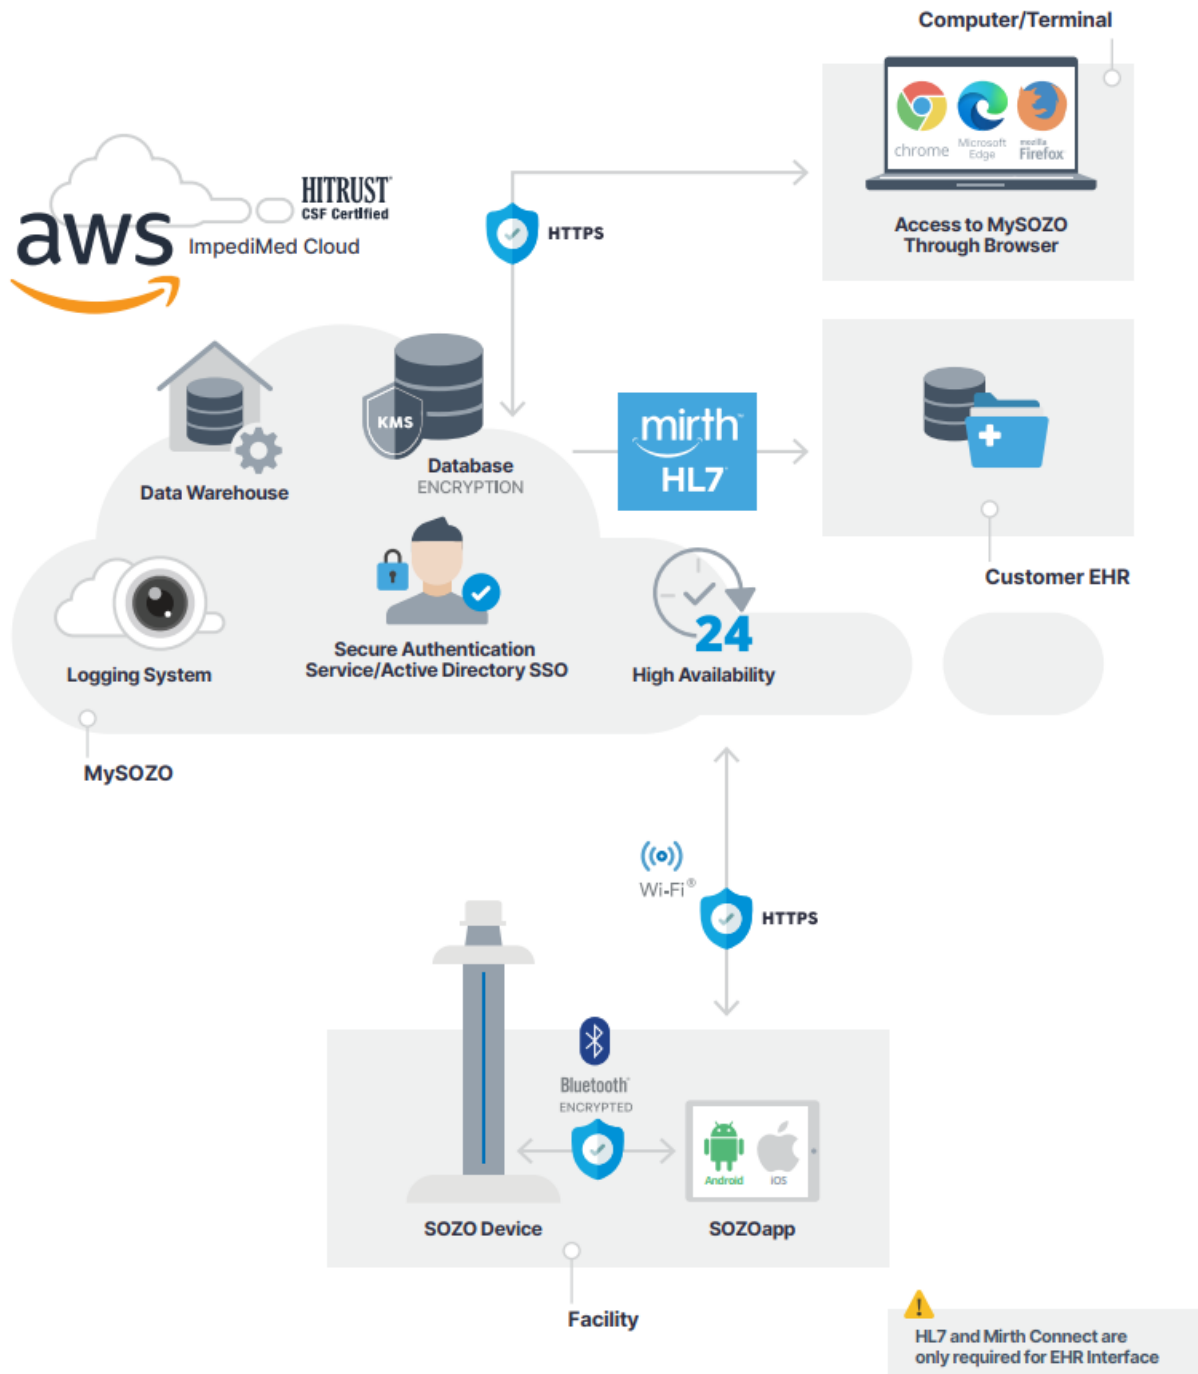 Computer/Terminal
chrome
Microsoft
Edge
mozilla
Firefox
Access to MySOZO
Through Browser
HITRUST
CSF Certified
aws
ImpediMed Cloud
HTTPS
KMS
Database
ENCRYPTION
Data Warehouse
mirth™
HL7
Customer EHR
Secure Authentication
Service/Active Directory SSO
24
High Availability
Logging System
MySOZO
Wi-Fi®
HTTPS
Bluetooth
ENCRYPTED
Android
iOS
SOZO Device
SOZOapp
Facility
HL7 and Mirth Connect are
only required for EHR Interface